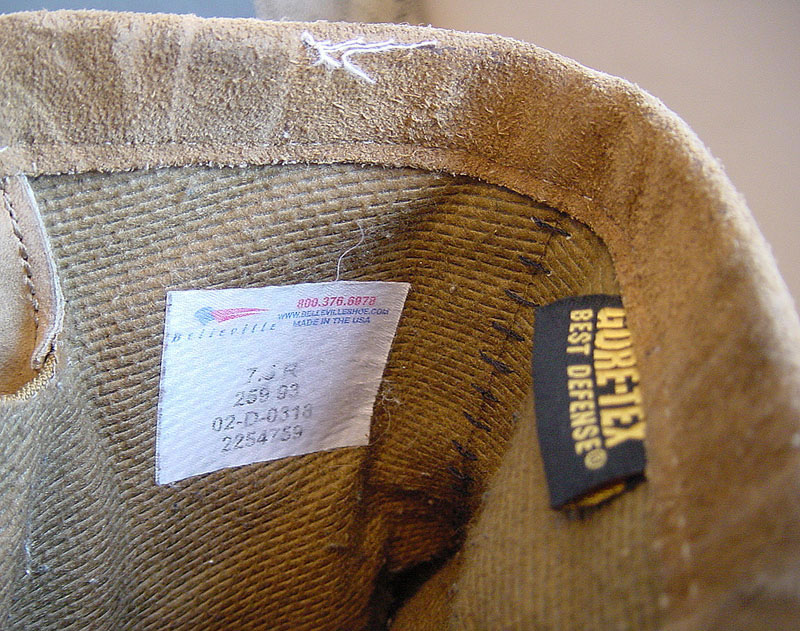 800.376.6978
WWW.BELLEVILLESHOE.COM
MADE IN THE USA
Belleville
7.5 R
259 93
02-D-0318
2254759
GORE-TEX
BEST DEFENSE®